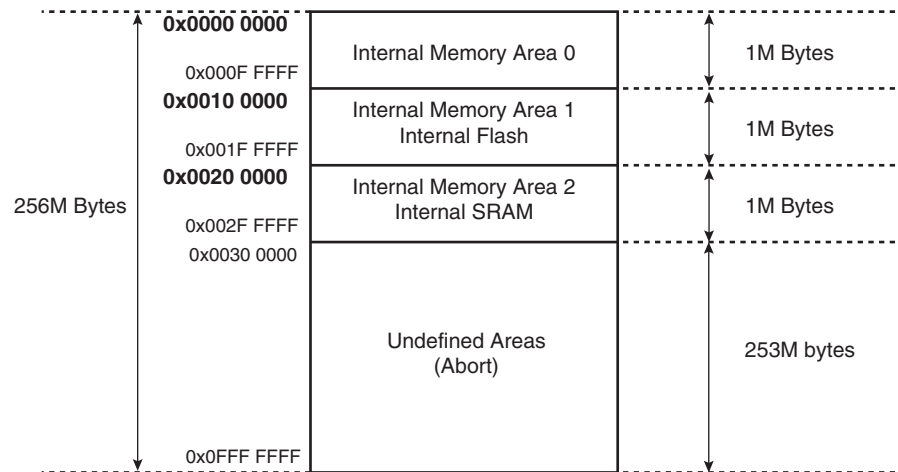 0x0000 0000
Internal Memory Area 0
1M Bytes
0x000F FFFF
0x0010 0000
Internal Memory Area 1
Internal Flash
1M Bytes
0x001F FFFF
0x0020 0000
Internal Memory Area 2
Internal SRAM
1M Bytes
256M Bytes
0x002F FFFF
0x0030 0000
Undefined Areas
(Abort)
253M bytes
0x0FFF FFFF